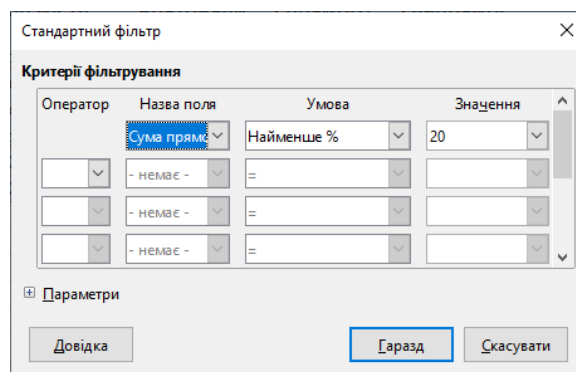 Стандартний фільтр
Критерії фільтрування
Оператор Назва поля Умова Значення
Сума прямо Найменше % 20
- немає - =
- немає - =
- немає - =
Параметри
Довідка Гаразд Скасувати